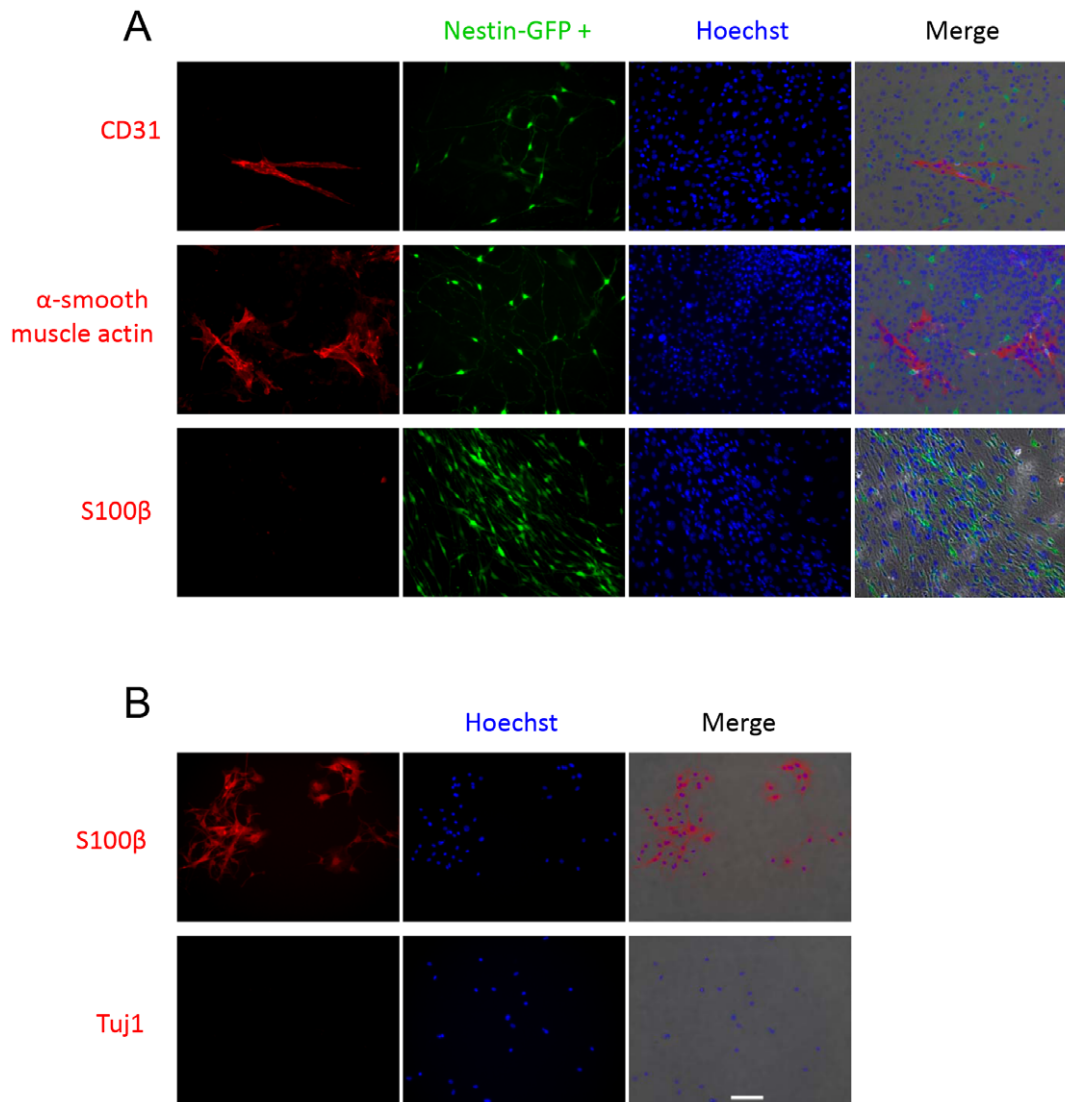 A
Nestin-GFP + Hoechst Merge
CD31
α-smooth
muscle actin
S100β
B
Hoechst Merge
S100β
Tuj1